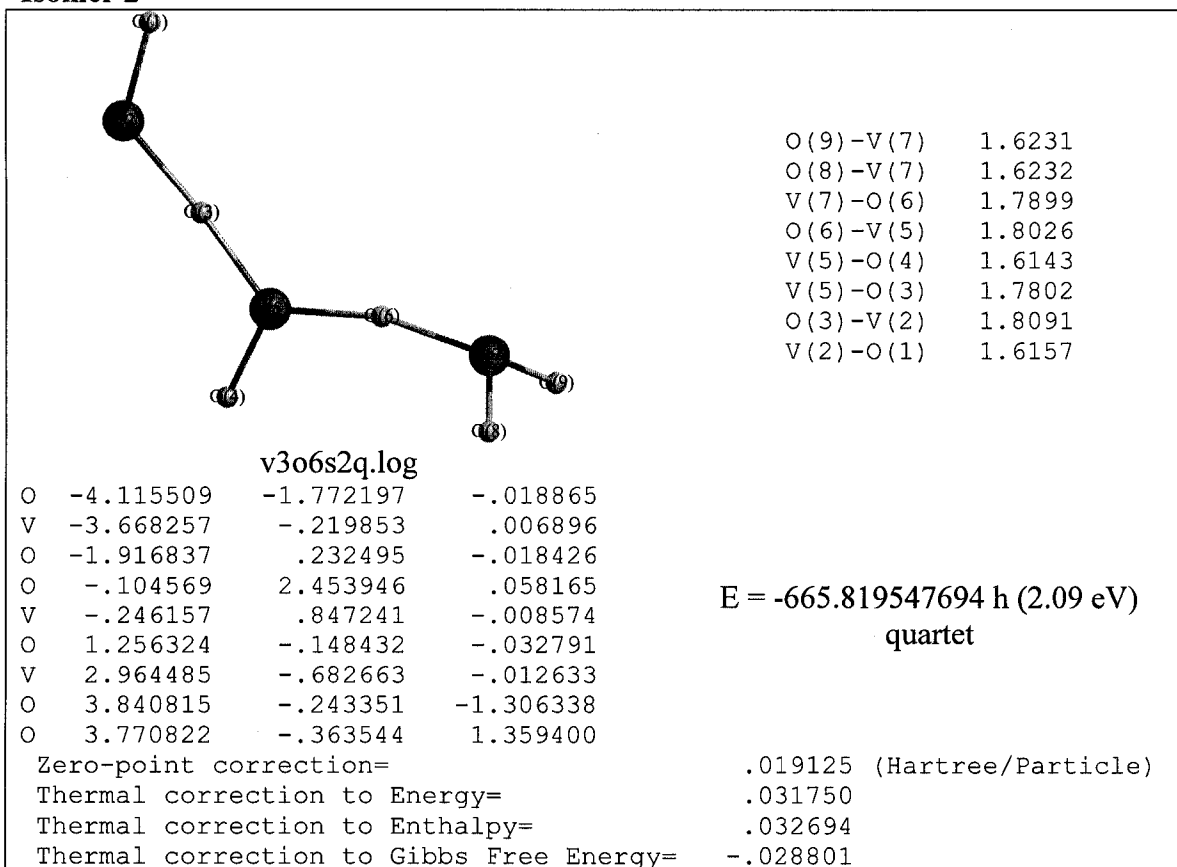 Isomer 2
O(9)-V(7) 1.6231
O(8)-V(7) 1.6232
V(7)-O(6) 1.7899
O(6)-V(5) 1.8026
V(5)-O(4) 1.6143
V(5)-O(3) 1.7802
O(3)-V(2) 1.8091
V(2)-O(1) 1.6157
v3o6s2q.log
O -4.115509 -1.772197 -.018865
V -3.668257 -.219853 .006896
O -1.916837 .232495 -.018426
O -.104569 2.453946 .058165
V -.246157 .847241 -.008574
O 1.256324 -.148432 -.032791
V 2.964485 -.682663 -.012633
O 3.840815 -.243351 -1.306338
O 3.770822 -.363544 1.359400
E = -665.819547694 h (2.09 eV)
quartet
Zero-point correction= .019125 (Hartree/Particle)
Thermal correction to Energy= .031750
Thermal correction to Enthalpy= .032694
Thermal correction to Gibbs Free Energy= -.028801